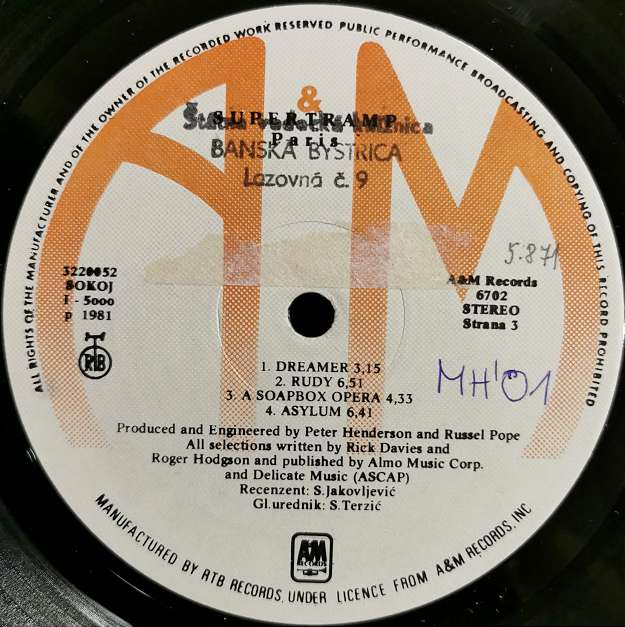 ALL RIGHTS OF THE MANUFACTURER AND OF THE OWNER OF THE RECORDED WORK RESERVED PUBLIC PERFORMANCE BROADCASTING AND COPYING OF THIS RECORD PROHIBITED
A&M
SUPERTRAMP
Paris
Štátna vedecká knižnica
BANSKÁ BYSTRICA
Lazovná č. 9
5.871
3220052
SOKOJ
I - 5000
p 1981
RTB
A&M Records
6702
STEREO
Strana 3
MH'01
1. DREAMER 3,15
2. RUDY 6,51
3. A SOAPBOX OPERA 4,33
4. ASYLUM 6,41
Produced and Engineered by Peter Henderson and Russel Pope
All selections written by Rick Davies and
Roger Hodgson and published by Almo Music Corp.
and Delicate Music (ASCAP)
Recenzent: S.Jakovljević
Gl.urednik: S.Terzić
A&M
RECORDS
MANUFACTURED BY RTB RECORDS, UNDER LICENCE FROM A&M RECORDS, INC